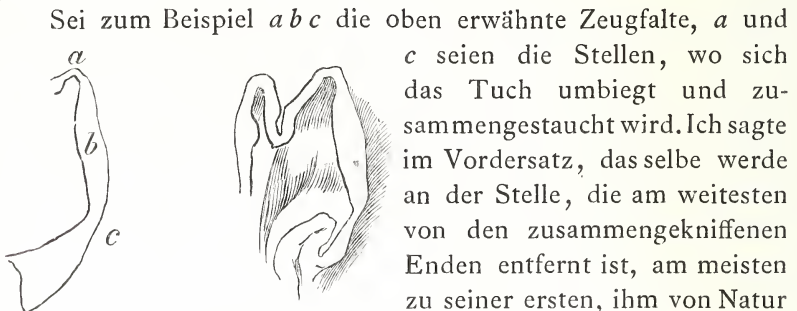 Sei zum Beispiel a b c die oben erwähnte Zeugfalte, a und
c seien die Stellen, wo sich
das Tuch umbiegt und zu-
sammengestaucht wird. Ich sagte
im Vordersatz, dasselbe werde
an der Stelle, die am weitesten
von den zusammengekniffenen
Enden entfernt ist, am meisten
zu seiner ersten, ihm von Natur
a
b
c